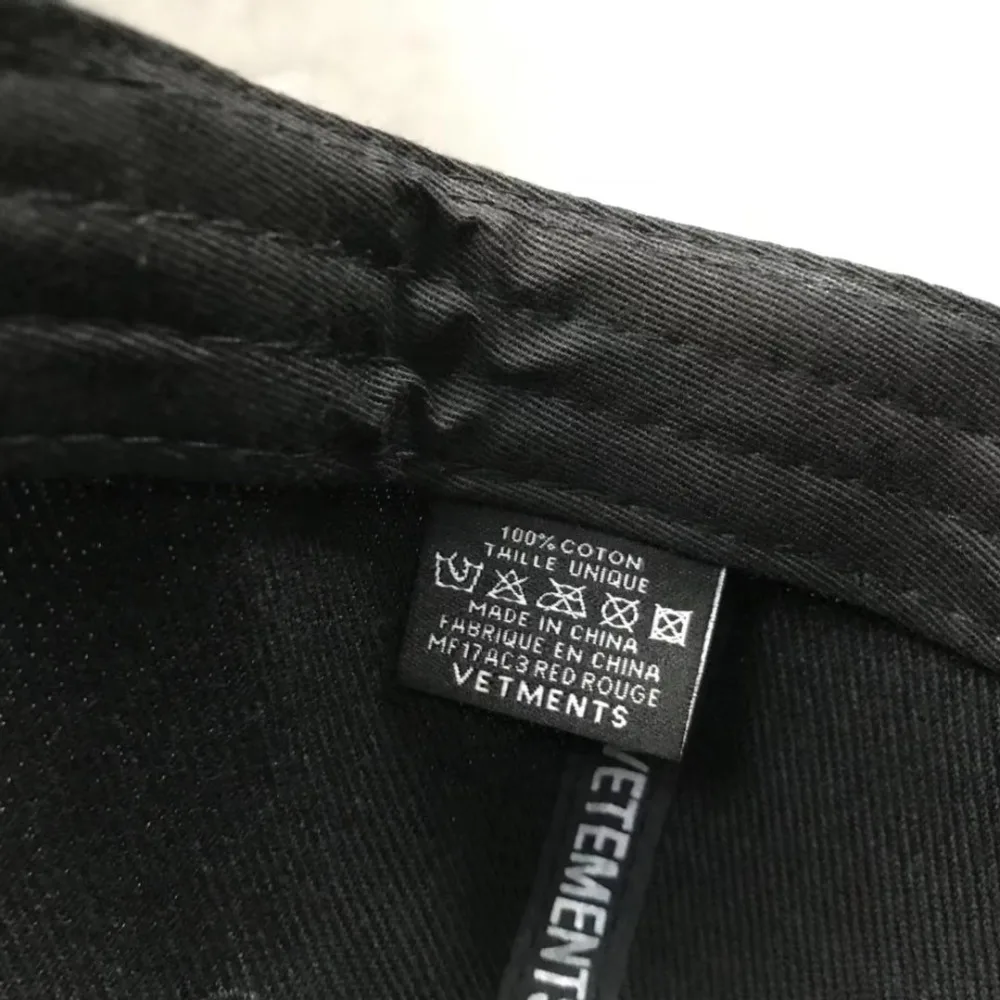 100% COTON
TAILLE UNIQUE
MADE IN CHINA
FABRIQUE EN CHINA
MF17AC3 RED ROUGE
VETMENTS
VETEMENTS